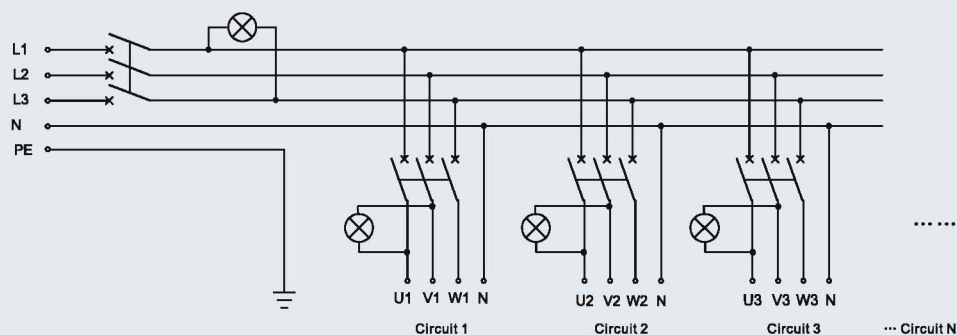 L1
L2
L3
N
PE
U1 V1 W1 N
U2 V2 W2 N
U3 V3 W3 N
......
Circuit 1
Circuit 2
Circuit 3
... Circuit N